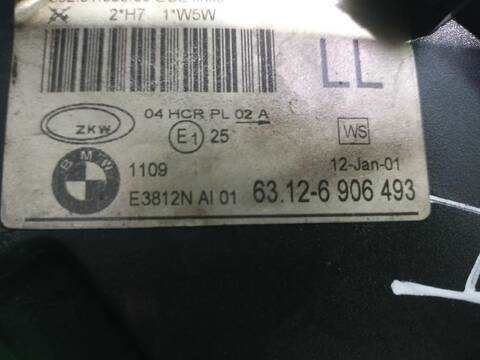 2*H7 1*W5W
LL
04 HCR PL 02 A
ZKW
E1 25
WS
BMW
1109
12-Jan-01
E3812N AI 01 63.12-6 906 493